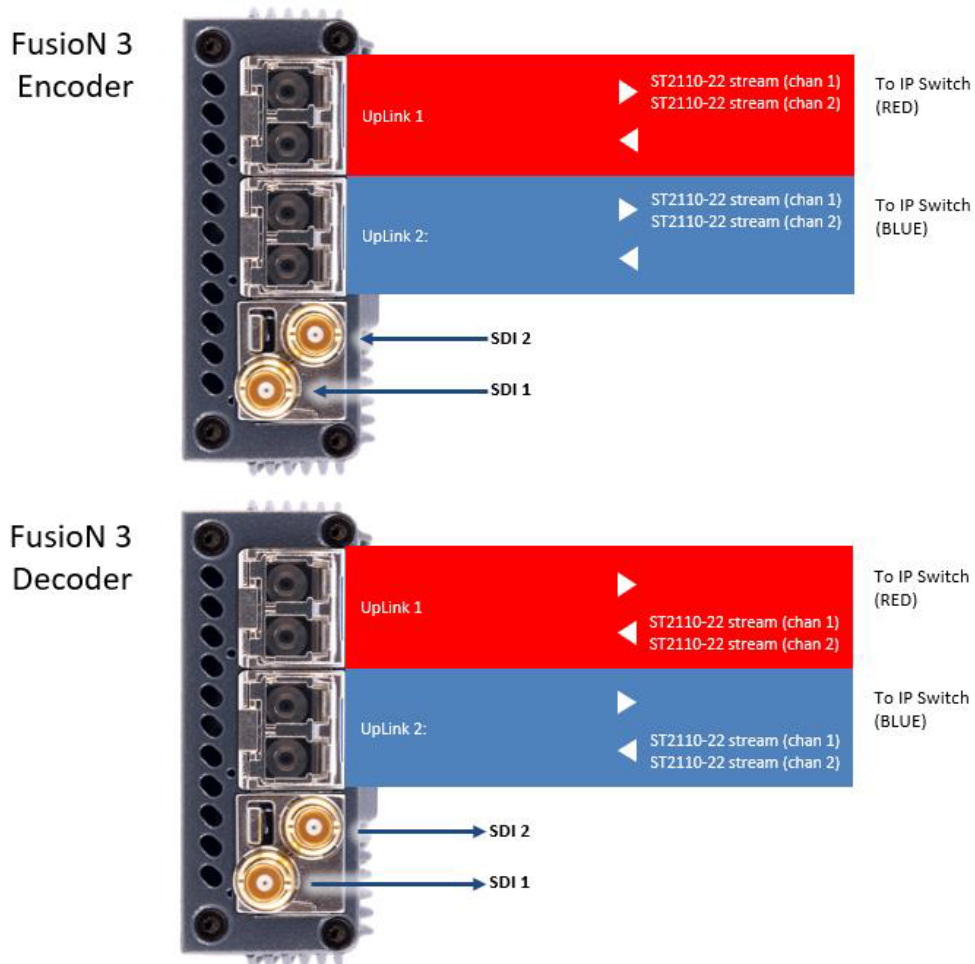 FusioN 3
Encoder
UpLink 1
ST2110-22 stream (chan 1)
ST2110-22 stream (chan 2)
To IP Switch
(RED)
UpLink 2:
ST2110-22 stream (chan 1)
ST2110-22 stream (chan 2)
To IP Switch
(BLUE)
SDI 2
SDI 1
FusioN 3
Decoder
UpLink 1
ST2110-22 stream (chan 1)
ST2110-22 stream (chan 2)
To IP Switch
(RED)
UpLink 2:
ST2110-22 stream (chan 1)
ST2110-22 stream (chan 2)
To IP Switch
(BLUE)
SDI 2
SDI 1